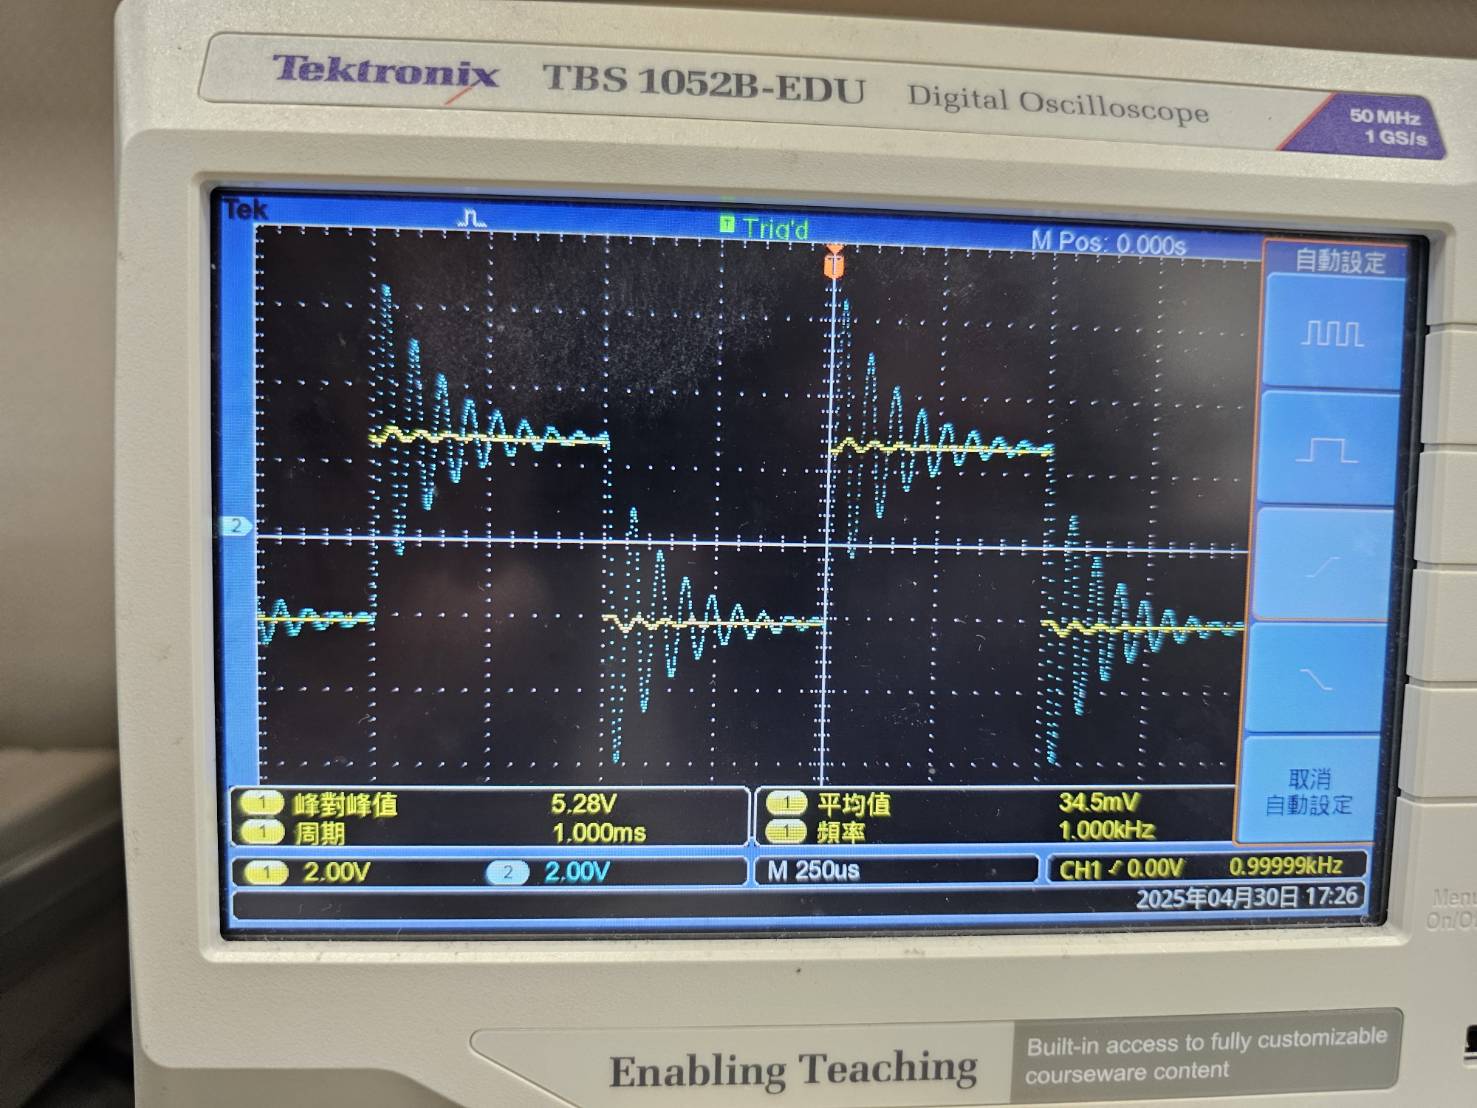 Tektronix TBS 1052B-EDU Digital Oscilloscope
50 MHz
1 GS/s
Tek
T Trig'd
M Pos: 0.000s
自動設定
T
2
取消
自動設定
1 峰對峰值 5.28V
1 周期 1.000ms
1 平均值 34.5mV
1 頻率 1.000kHz
1 2.00V 2 2.00V M 250us CH1 0.00V 0.99999kHz
2025年04月30日 17:26
Menu
Enabling Teaching
Built-in access to fully customizable
courseware content